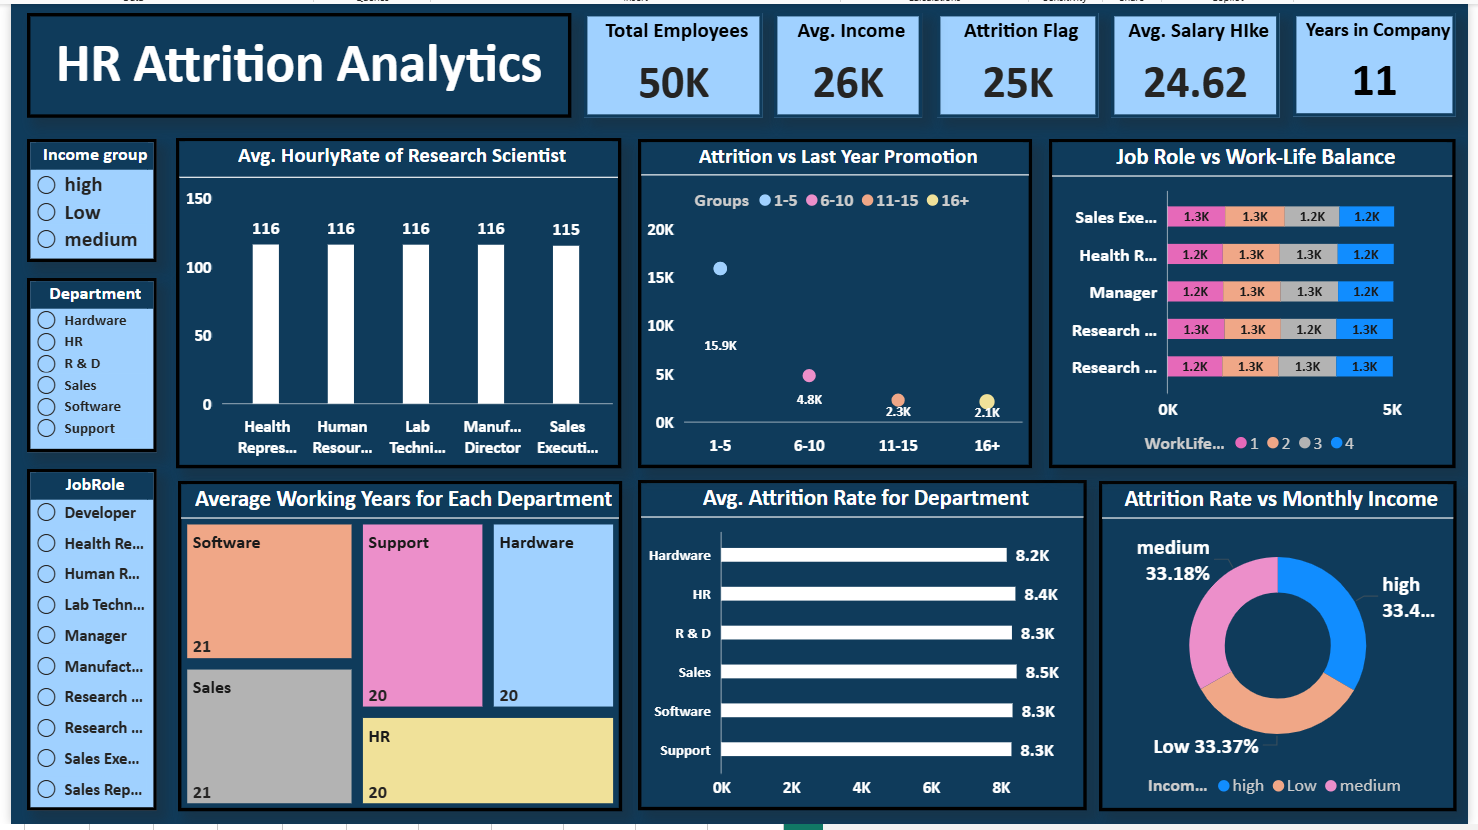 HR Attrition Analytics
Total Employees
50K
Avg. Income
26K
Attrition Flag
25K
Avg. Salary HIke
24.62
Years in Company
11
Income group
high
Low
medium
Department
Hardware
HR
R & D
Sales
Software
Support
JobRole
Developer
Health Re...
Human R...
Lab Techn...
Manager
Manufact...
Research ...
Research ...
Sales Exe...
Sales Rep...
Avg. HourlyRate of Research Scientist
150
100
50
0
116
116
116
116
115
Health
Repres...
Human
Resour...
Lab
Techni...
Manuf...
Director
Sales
Executi...
Attrition vs Last Year Promotion
Groups 1-5 6-10 11-15 16+
20K
15K
10K
5K
0K
15.9K
4.8K
2.3K
2.1K
1-5 6-10 11-15 16+
Job Role vs Work-Life Balance
Sales Exe... 1.3K 1.3K 1.2K 1.2K
Health R... 1.2K 1.3K 1.3K 1.2K
Manager 1.2K 1.3K 1.3K 1.2K
Research ... 1.3K 1.3K 1.2K 1.3K
Research ... 1.2K 1.3K 1.3K 1.3K
0K 5K
WorkLife... 1 2 3 4
Average Working Years for Each Department
Software
21
Support
20
Hardware
20
Sales
21
HR
20
Avg. Attrition Rate for Department
Hardware 8.2K
HR 8.4K
R & D 8.3K
Sales 8.5K
Software 8.3K
Support 8.3K
0K 2K 4K 6K 8K
Attrition Rate vs Monthly Income
medium
33.18%
high
33.4...
Low 33.37%
Incom... high Low medium